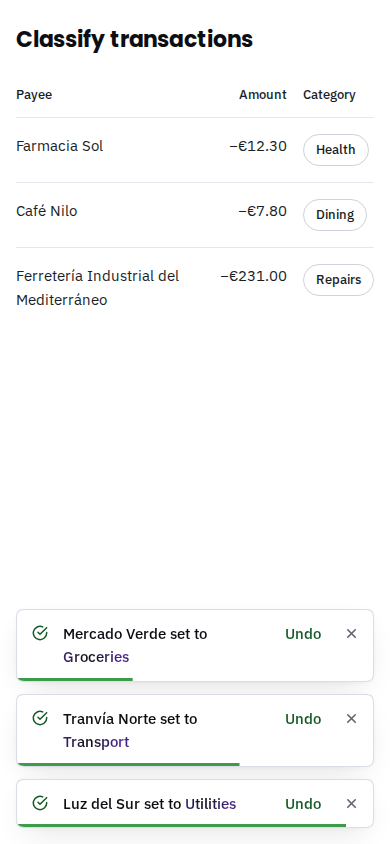 Classify transactions
Payee Amount Category
Farmacia Sol −€12.30 Health
Café Nilo −€7.80 Dining
Ferretería Industrial del −€231.00 Repairs
Mediterráneo
Mercado Verde set to Undo
Groceries
Tranvía Norte set to Undo
Transport
Luz del Sur set to Utilities Undo